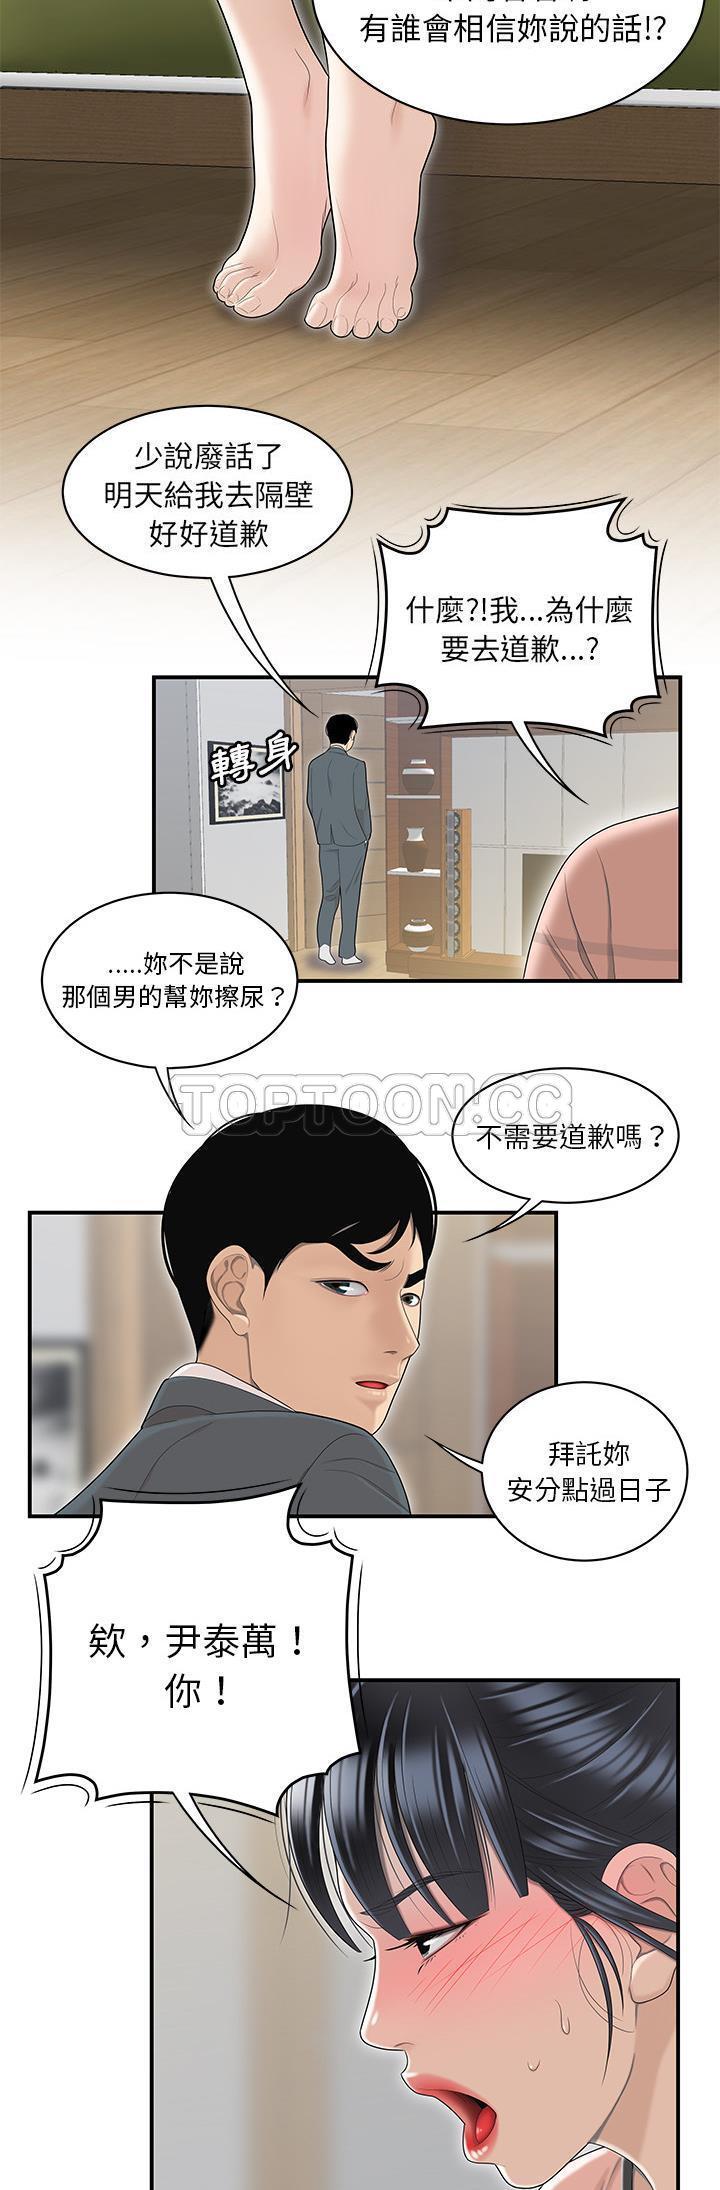 有誰會相信妳說的話!?
少說廢話了
明天給我去隔壁
好好道歉
什麼?!我...為什麼
要去道歉...?
轉身
.....妳不是說
那個男的幫妳擦尿？
TOPTOON.CC
不需要道歉嗎？
拜託妳
安分點過日子
欸，尹泰萬！
你！